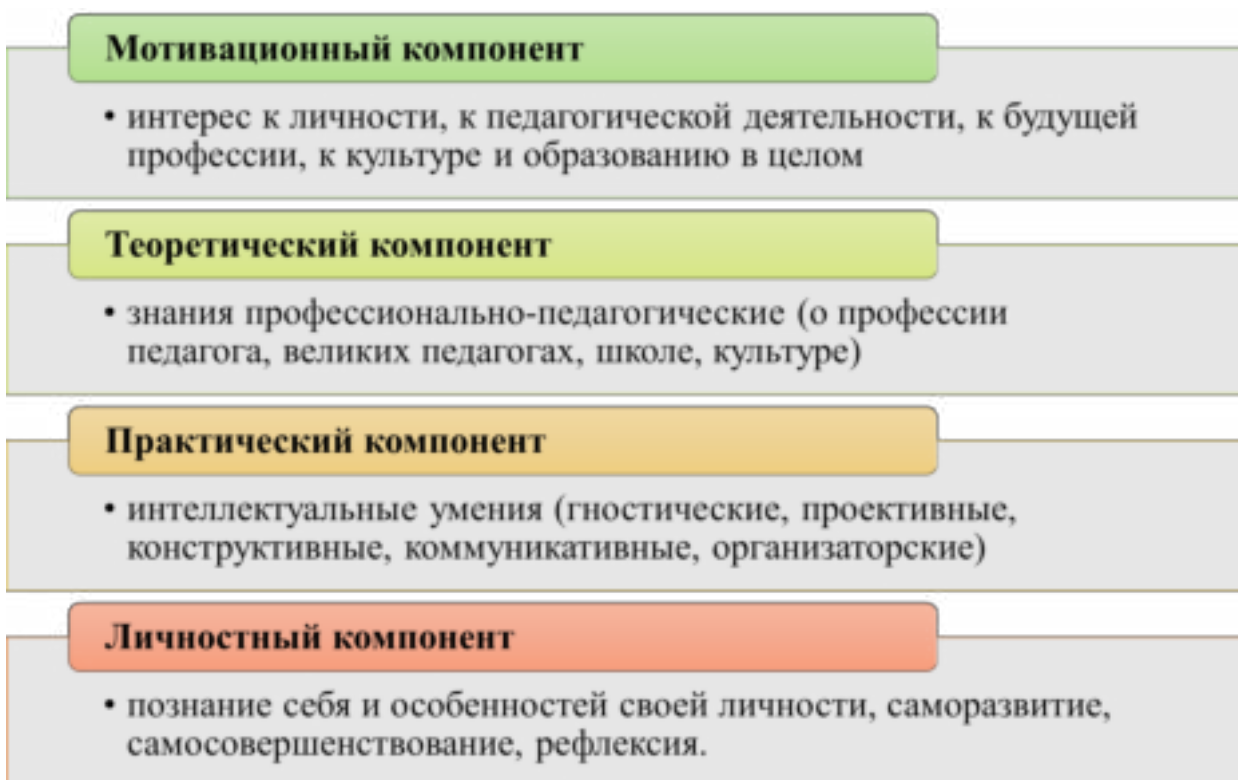 Мотивационный компонент
• интерес к личности, к педагогической деятельности, к будущей
профессии, к культуре и образованию в целом
Теоретический компонент
• знания профессионально-педагогические (о профессии
педагога, великих педагогах, школе, культуре)
Практический компонент
• интеллектуальные умения (гностические, проективные,
конструктивные, коммуникативные, организаторские)
Личностный компонент
• познание себя и особенностей своей личности, саморазвитие,
самосовершенствование, рефлексия.